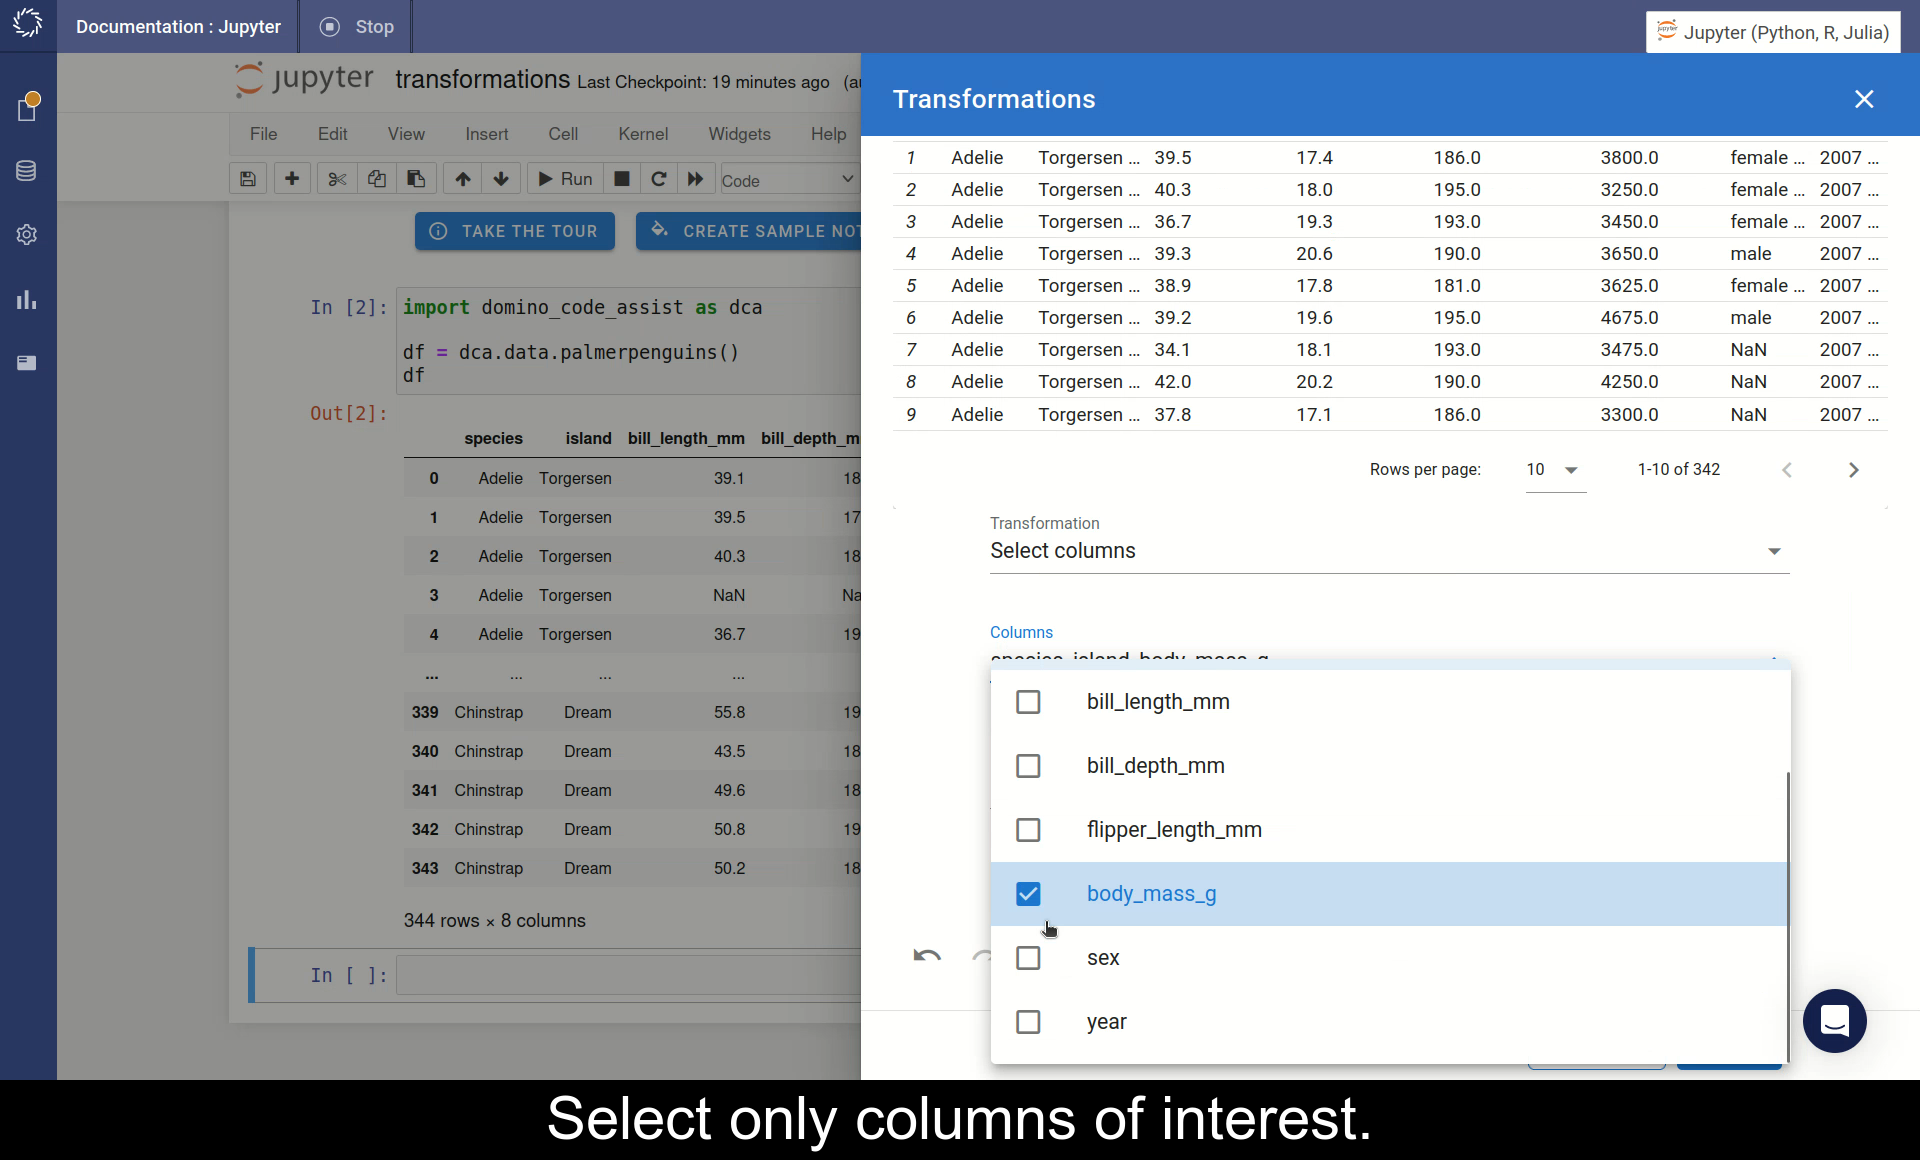 Documentation : Jupyter
Stop
Jupyter (Python, R, Julia)
jupyter transformations Last Checkpoint: 19 minutes ago (au
File Edit View Insert Cell Kernel Widgets Help
Run Code
TAKE THE TOUR
CREATE SAMPLE NOT
In [2]: import domino_code_assist as dca
df = dca.data.palmerpenguins()
df
Out[2]:
species island bill_length_mm bill_depth_m
0 Adelie Torgersen 39.1 18
1 Adelie Torgersen 39.5 17
2 Adelie Torgersen 40.3 18
3 Adelie Torgersen NaN Na
4 Adelie Torgersen 36.7 19
... ... ... ...
339 Chinstrap Dream 55.8 19
340 Chinstrap Dream 43.5 18
341 Chinstrap Dream 49.6 18
342 Chinstrap Dream 50.8 19
343 Chinstrap Dream 50.2 18
344 rows × 8 columns
In [ ]:
Transformations
1 Adelie Torgersen ... 39.5 17.4 186.0 3800.0 female ... 2007 ...
2 Adelie Torgersen ... 40.3 18.0 195.0 3250.0 female ... 2007 ...
3 Adelie Torgersen ... 36.7 19.3 193.0 3450.0 female ... 2007 ...
4 Adelie Torgersen ... 39.3 20.6 190.0 3650.0 male 2007 ...
5 Adelie Torgersen ... 38.9 17.8 181.0 3625.0 female ... 2007 ...
6 Adelie Torgersen ... 39.2 19.6 195.0 4675.0 male 2007 ...
7 Adelie Torgersen ... 34.1 18.1 193.0 3475.0 NaN 2007 ...
8 Adelie Torgersen ... 42.0 20.2 190.0 4250.0 NaN 2007 ...
9 Adelie Torgersen ... 37.8 17.1 186.0 3300.0 NaN 2007 ...
Rows per page: 10 1-10 of 342
Transformation
Select columns
Columns
species, island, body_mass_g
bill_length_mm
bill_depth_mm
flipper_length_mm
body_mass_g
sex
year
Select only columns of interest.